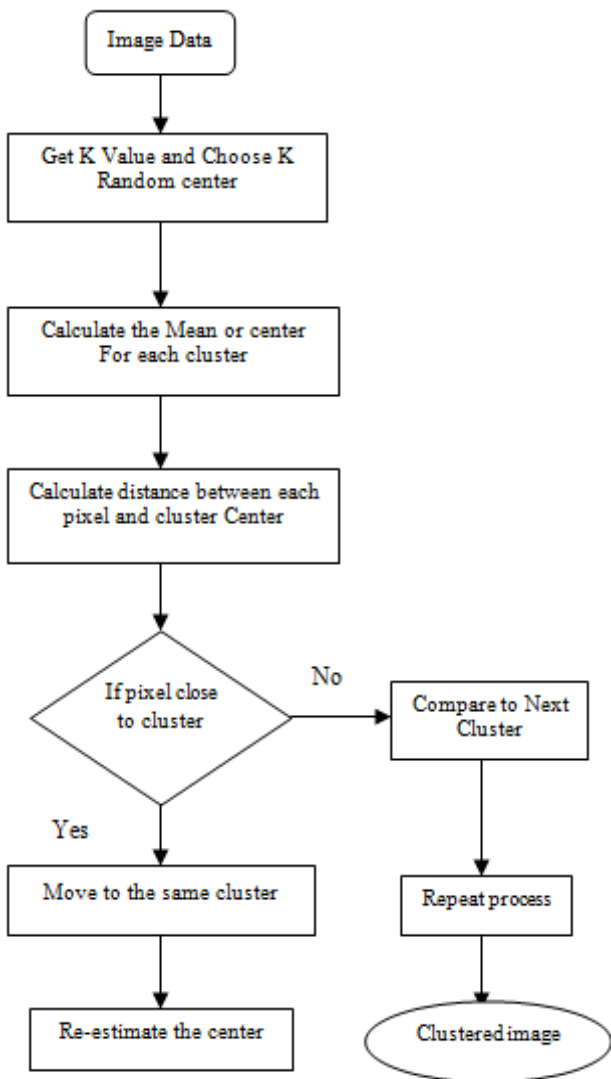 Image Data
Get K Value and Choose K
Random center
Calculate the Mean or center
For each cluster
Calculate distance between each
pixel and cluster Center
If pixel close
to cluster
No
Compare to Next
Cluster
Yes
Move to the same cluster
Repeat process
Re-estimate the center
Clustered image